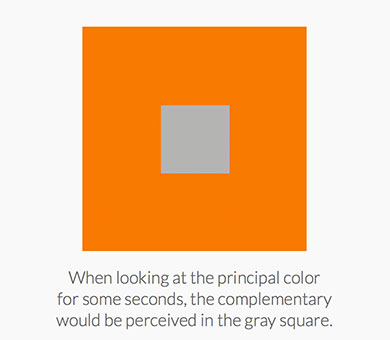 When looking at the principal color
for some seconds, the complementary
would be perceived in the gray square.